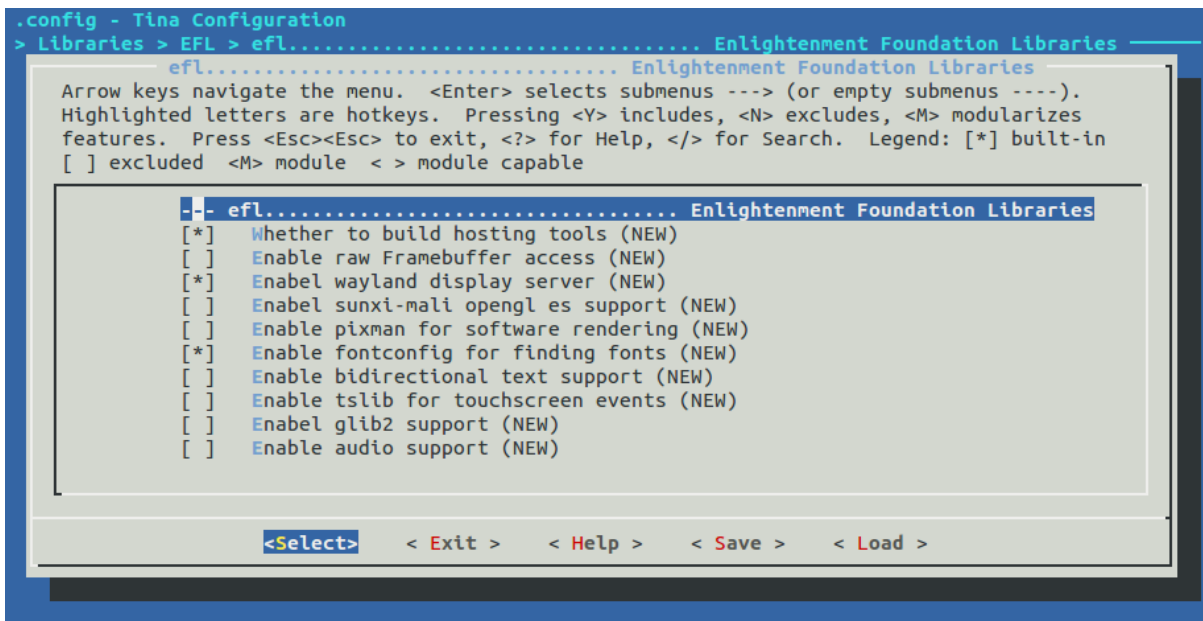 .config - Tina Configuration
> Libraries > EFL > efl................................... Enlightenment Foundation Libraries
efl................................... Enlightenment Foundation Libraries
Arrow keys navigate the menu.  <Enter> selects submenus ---> (or empty submenus ----).
Highlighted letters are hotkeys.  Pressing <Y> includes, <N> excludes, <M> modularizes
features.  Press <Esc><Esc> to exit, <?> for Help, </> for Search.  Legend: [*] built-in
[ ] excluded  <M> module  < > module capable
--- efl................................... Enlightenment Foundation Libraries
[*]   Whether to build hosting tools (NEW)
[ ]   Enable raw Framebuffer access (NEW)
[*]   Enabel wayland display server (NEW)
[ ]   Enabel sunxi-mali opengl es support (NEW)
[ ]   Enable pixman for software rendering (NEW)
[*]   Enable fontconfig for finding fonts (NEW)
[ ]   Enable bidirectional text support (NEW)
[ ]   Enable tslib for touchscreen events (NEW)
[ ]   Enabel glib2 support (NEW)
[ ]   Enable audio support (NEW)
<Select>    < Exit >    < Help >    < Save >    < Load >